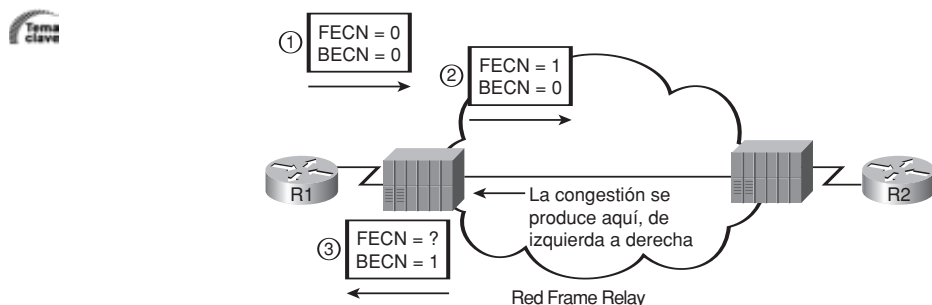 Tema
clave
1
FECN = 0
BECN = 0
2
FECN = 1
BECN = 0
R1
R2
La congestión se
produce aquí, de
izquierda a derecha
3
FECN = ?
BECN = 1
Red Frame Relay